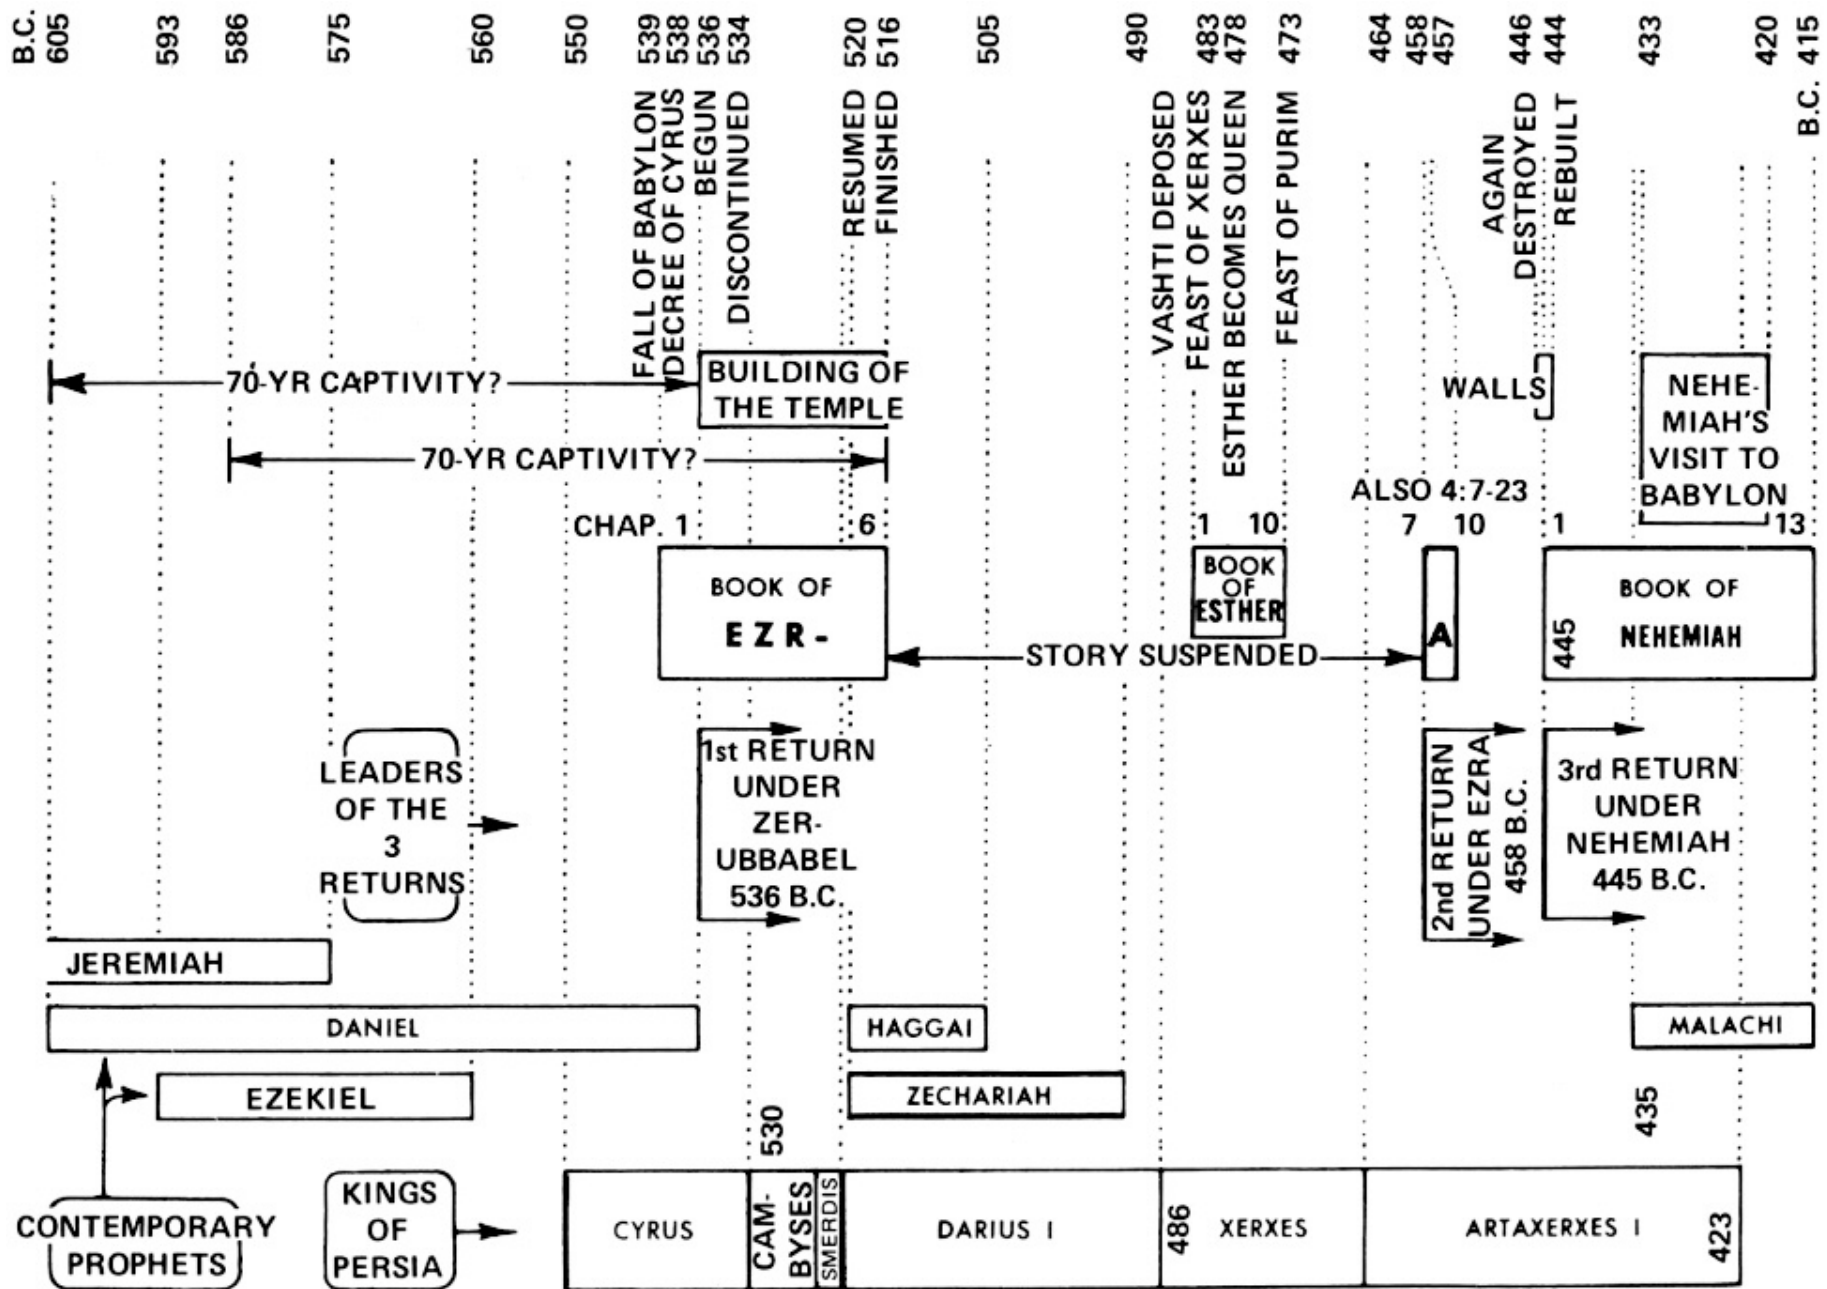 B.C.
605
593
586
575
560
550
539
538
536
534
520
516
505
490
483
478
473
464
458
457
446
444
433
420
B.C. 415
FALL OF BABYLON
DECREE OF CYRUS
BEGUN
DISCONTINUED
RESUMED
FINISHED
VASHTI DEPOSED
FEAST OF XERXES
ESTHER BECOMES QUEEN
FEAST OF PURIM
AGAIN
DESTROYED
REBUILT
70-YR CAPTIVITY?
BUILDING OF
THE TEMPLE
WALLS
NEHE-
MIAH'S
VISIT TO
BABYLON
70-YR CAPTIVITY?
ALSO 4:7-23
CHAP. 1
6
1
10
7
10
1
13
BOOK OF
EZR-
BOOK
OF
ESTHER
A
445
BOOK OF
NEHEMIAH
STORY SUSPENDED
LEADERS
OF THE
3
RETURNS
1st RETURN
UNDER
ZER-
UBBABEL
536 B.C.
2nd RETURN
UNDER EZRA
458 B.C.
3rd RETURN
UNDER
NEHEMIAH
445 B.C.
JEREMIAH
DANIEL
HAGGAI
MALACHI
EZEKIEL
ZECHARIAH
530
435
CONTEMPORARY
PROPHETS
KINGS
OF
PERSIA
CYRUS
CAM-
BYSES
SMERDIS
DARIUS I
486
XERXES
ARTAXERXES I
423